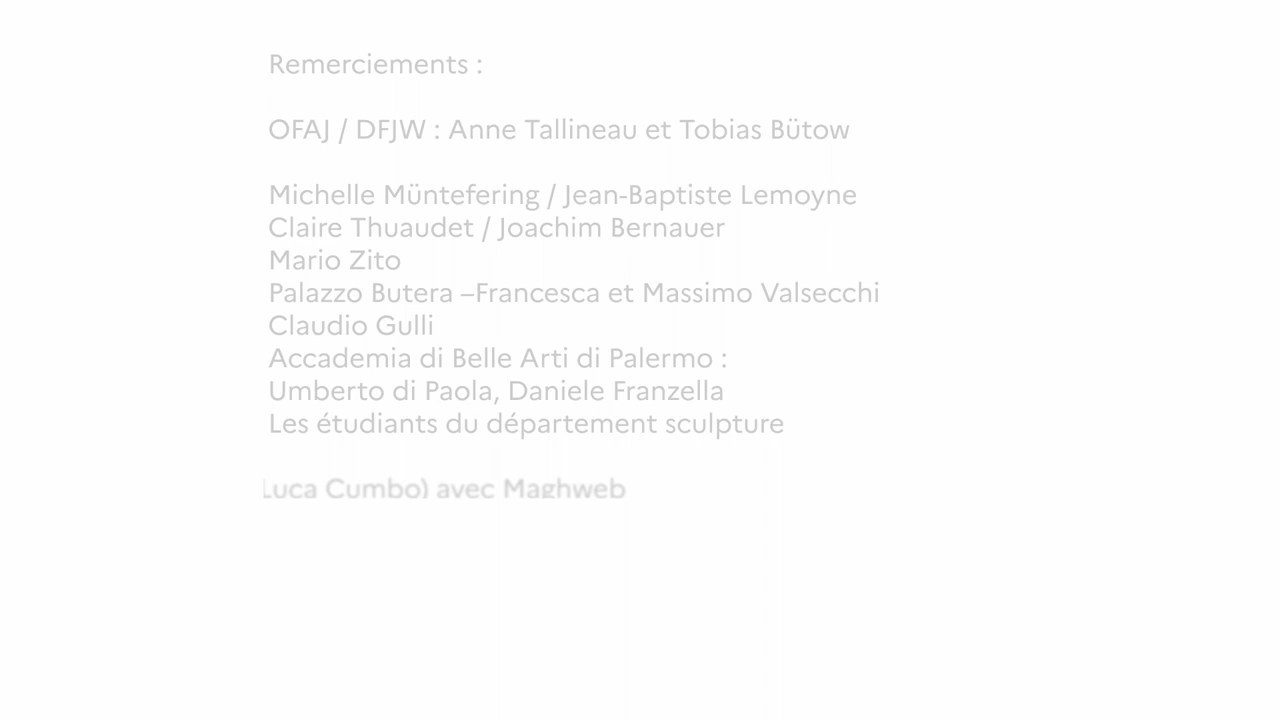 Remerciements :
OFAJ / DFJW : Anne Tallineau et Tobias Bütow
Michelle Müntefering / Jean-Baptiste Lemoyne
Claire Thuaudet / Joachim Bernauer
Mario Zito
Palazzo Butera –Francesca et Massimo Valsecchi
Claudio Gulli
Accademia di Belle Arti di Palermo :
Umberto di Paola, Daniele Franzella
Les étudiants du département sculpture
Luca Cumbo) avec Maghweb